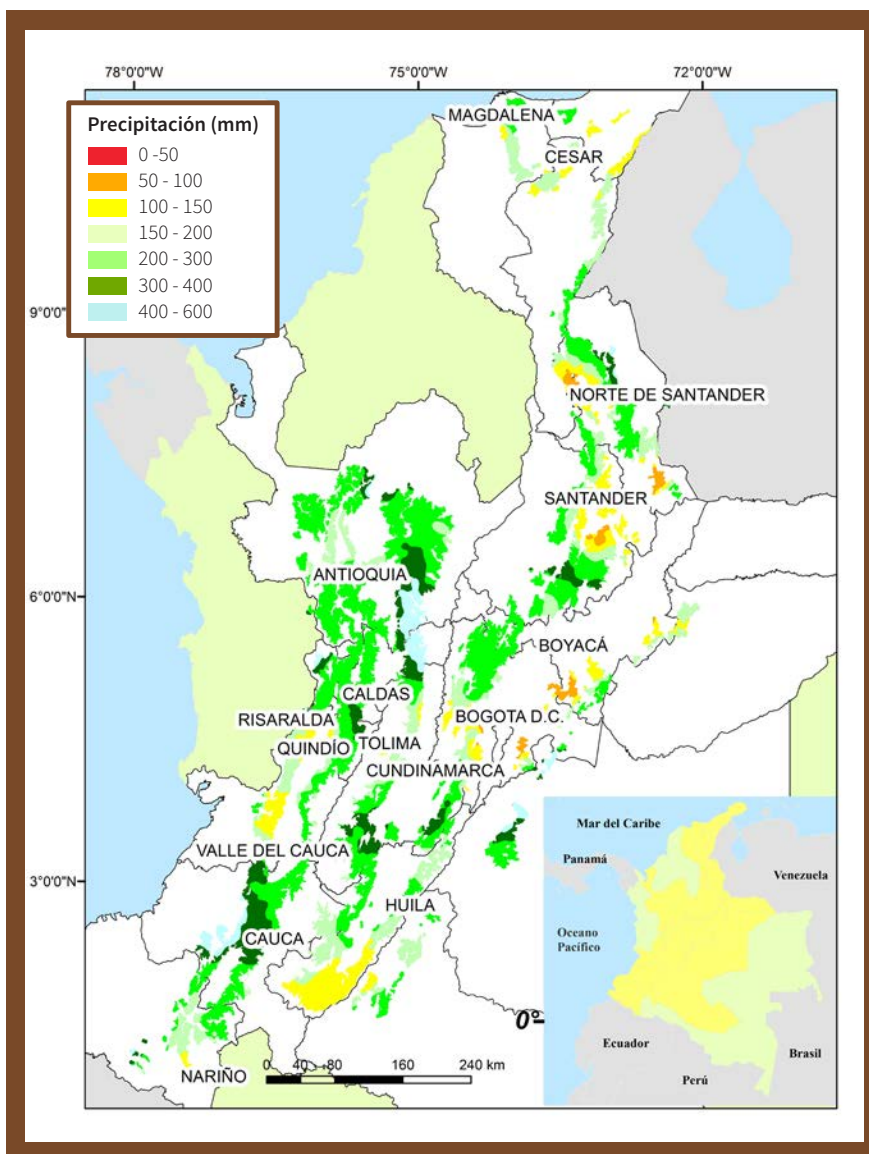 78°0'0"W 75°0'0"W 72°0'0"W
Precipitación (mm)
0 -50
50 - 100
100 - 150
150 - 200
200 - 300
300 - 400
400 - 600
MAGDALENA
CESAR
9°0'0"
NORTE DE SANTANDER
SANTANDER
6°0'0"N
ANTIOQUIA
BOYACÁ
CALDAS
RISARALDA
BOGOTA D.C.
QUINDÍO
TOLIMA
CUNDINAMARCA
VALLE DEL CAUCA
3°0'0"N
HUILA
CAUCA
NARIÑO
0 40 80 160 240 km
0°
Mar del Caribe
Panamá
Venezuela
Oceano
Pacífico
Ecuador
Brasil
Perú